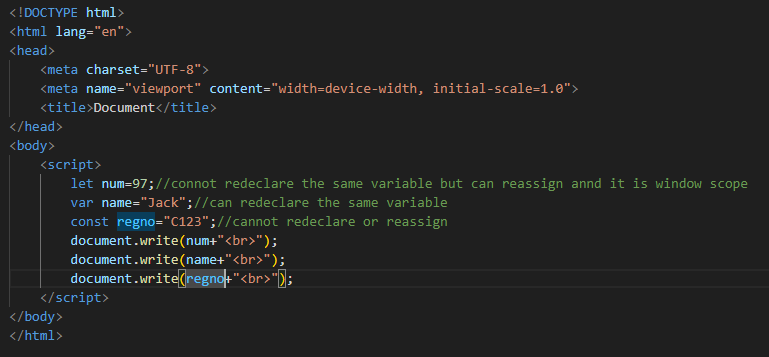 <!DOCTYPE html>
<html lang="en">
<head>
    <meta charset="UTF-8">
    <meta name="viewport" content="width=device-width, initial-scale=1.0">
    <title>Document</title>
</head>
<body>
    <script>
        let num=97;//connot redeclare the same variable but can reassign annd it is window scope
        var name="Jack";//can redeclare the same variable
        const regno="C123";//cannot redeclare or reassign
        document.write(num+"<br>");
        document.write(name+"<br>");
        document.write(regno+"<br>");
    </script>
</body>
</html>